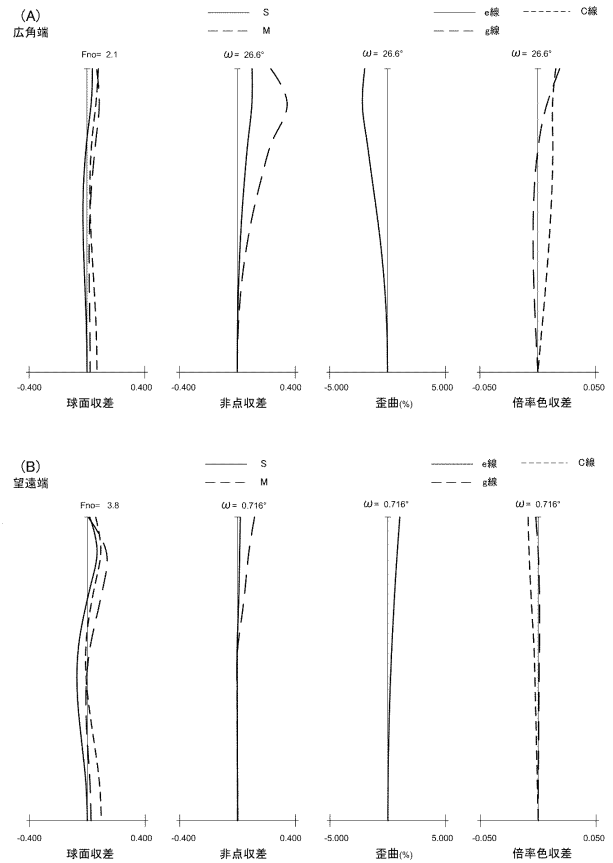 (A)
広角端
S
M
e線
g線
C線
Fno= 2.1
ω= 26.6°
ω= 26.6°
ω= 26.6°
-0.400 0.400
球面収差
0.400
非点収差
-5.000 5.000
歪曲(%)
-0.050 0.050
倍率色収差
(B)
望遠端
S
M
e線
g線
C線
Fno= 3.8
ω= 0.716°
ω= 0.716°
ω= 0.716°
-0.400 0.400
球面収差
0.400
非点収差
-5.000 5.000
歪曲(%)
-0.050 0.050
倍率色収差